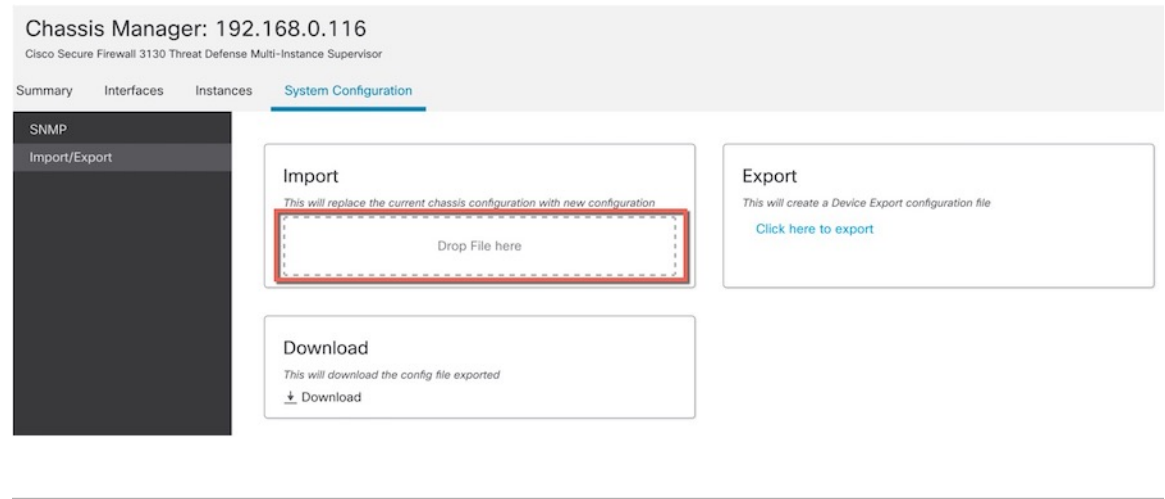 Chassis Manager: 192.168.0.116
Cisco Secure Firewall 3130 Threat Defense Multi-Instance Supervisor
Summary Interfaces Instances System Configuration
SNMP
Import/Export
Import
This will replace the current chassis configuration with new configuration
Drop File here
Export
This will create a Device Export configuration file
Click here to export
Download
This will download the config file exported
Download